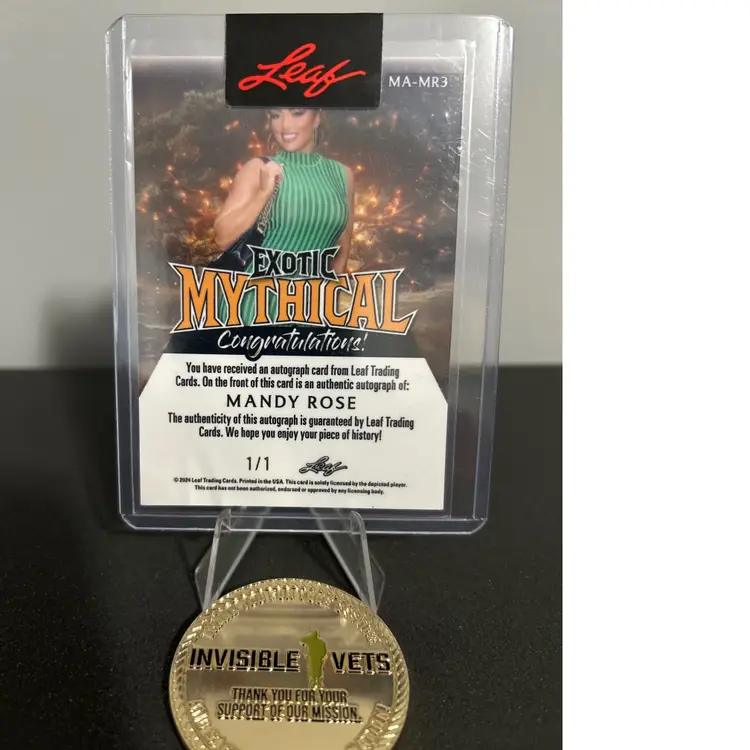 Leaf
MA-MR3
EXOTIC
MYTHICAL
Congratulations!
You have received an autograph card from Leaf Trading
Cards. On the front of this card is an authentic autograph of:
MANDY ROSE
The authenticity of this autograph is guaranteed by Leaf Trading
Cards. We hope you enjoy your piece of history!
1/1 Leaf
© 2024 Leaf Trading Cards. Printed in the USA. This card is solely licensed by the depicted player.
This card has not been authorized, endorsed or approved by any licensing body.
INVISIBLE VETS
THANK YOU FOR YOUR
SUPPORT OF OUR MISSION.